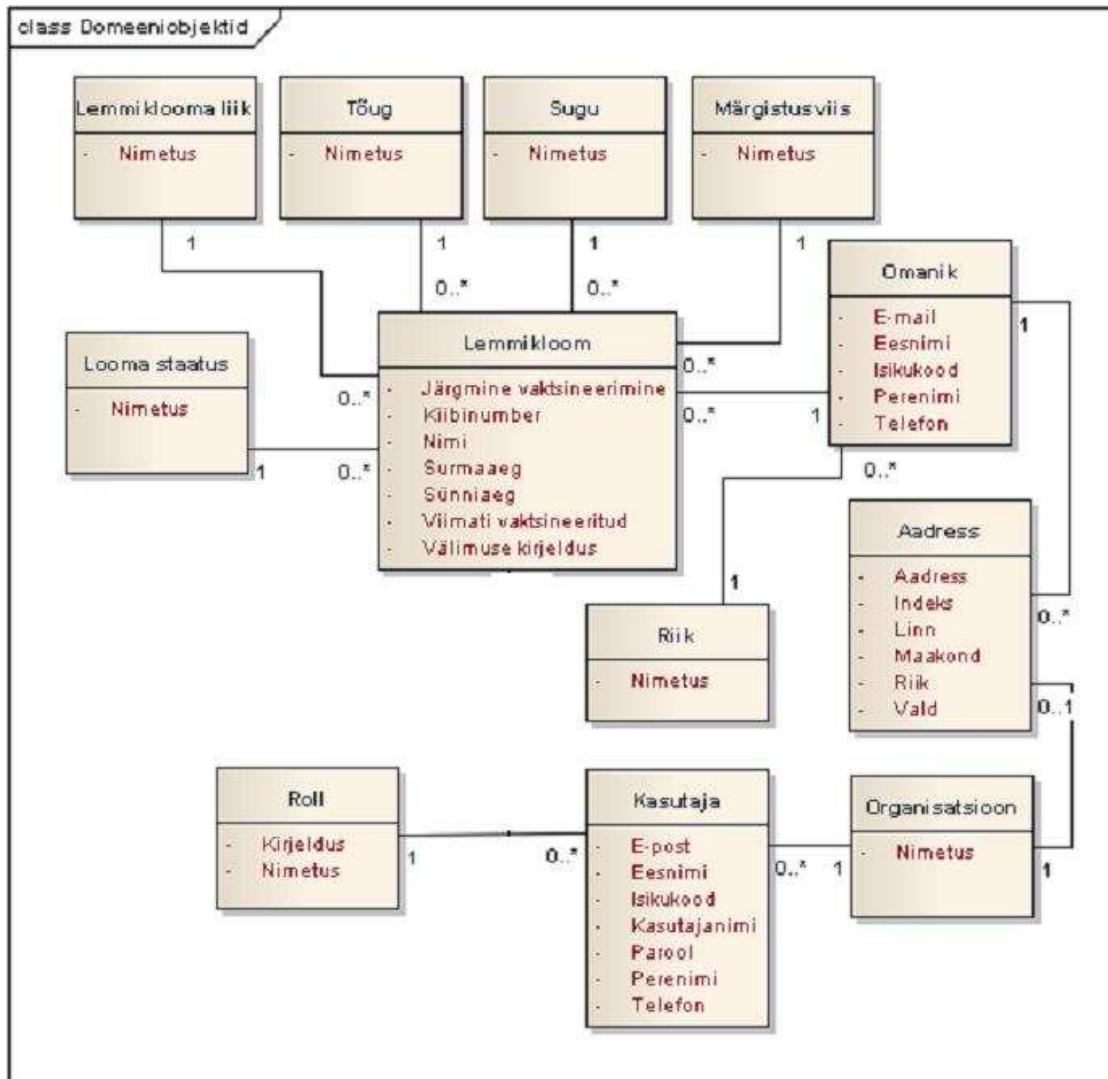 class Domeeniobjektid
Lemmiklooma liik
- Nimetus
Tõug
- Nimetus
Sugu
- Nimetus
Märgistusviis
- Nimetus
1
1
1
1
0..*
0..*
Omanik
- E-mail
- Eesnimi
- Isikukood
- Perenimi
- Telefon
1
Looma staatus
- Nimetus
Lemmikloom
- Järgmine vaktsineerimine
- Kiibinumber
- Nimi
- Surmaaeg
- Sünniaeg
- Viimati vaktsineeritud
- Välimuse kirjeldus
0..*
0..*
0..*
1
1
0..*
0..*
Aadress
- Aadress
- Indeks
- Linn
- Maakond
- Riik
- Vald
1
0..*
Riik
- Nimetus
0..1
Roll
- Kirjeldus
- Nimetus
1
0..*
Kasutaja
- E-post
- Eesnimi
- Isikukood
- Kasutajanimi
- Parool
- Perenimi
- Telefon
0..*
1
Organisatsioon
- Nimetus
1